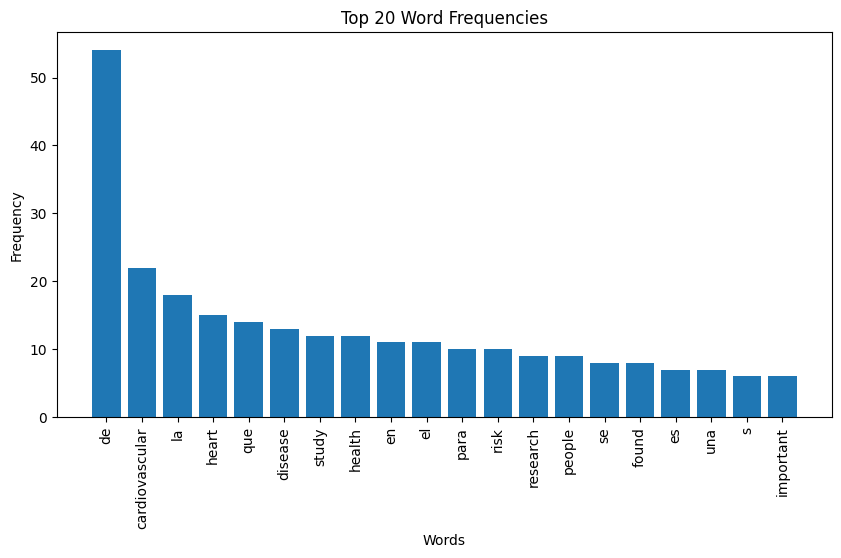 Top 20 Word Frequencies
Frequency
50
40
30
20
10
0
de
cardiovascular
la
heart
que
disease
study
health
en
el
para
risk
research
people
se
found
es
una
s
important
Words